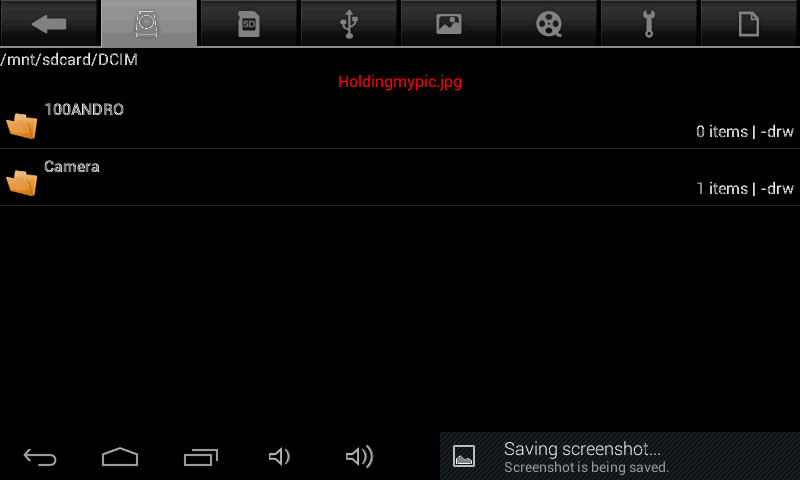 SD
/mnt/sdcard/DCIM
Holdingmypic.jpg
100ANDRO
0 items | -drw
Camera
1 items | -drw
Saving screenshot...
Screenshot is being saved.